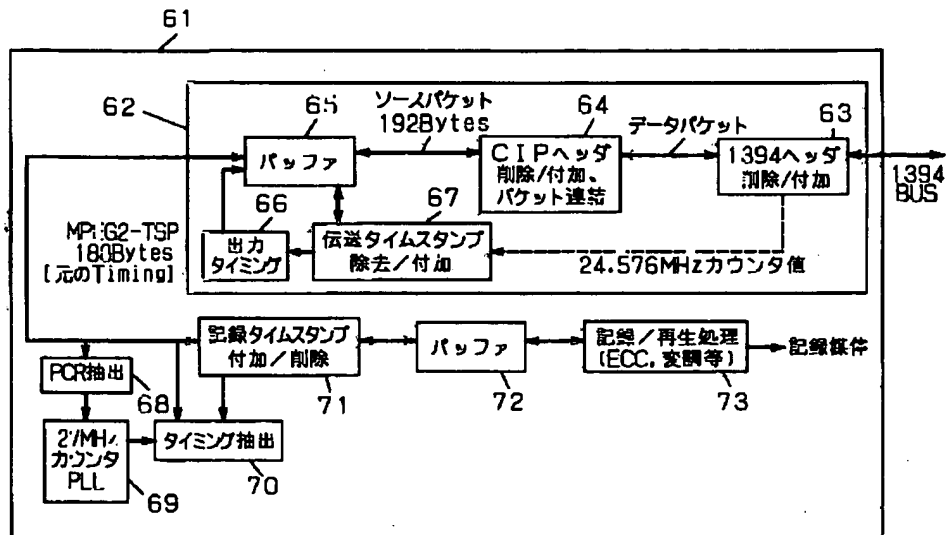 61
62
65
バッファ
ソースパケット
192Bytes
64
CIPヘッダ
削除/付加、
パケット連結
データパケット
63
1394ヘッダ
削除/付加
1394
BUS
66
出力
タイミング
67
伝送タイムスタンプ
除去/付加
24.576MHzカウンタ値
MPEG2-TSP
180Bytes
[元のTiming]
記録タイムスタンプ
付加/削除
71
バッファ
72
記録/再生処理
(ECC,変調等)
73
記録媒体
PCR抽出
68
27MHz
カウンタ
PLL
69
タイミング抽出
70